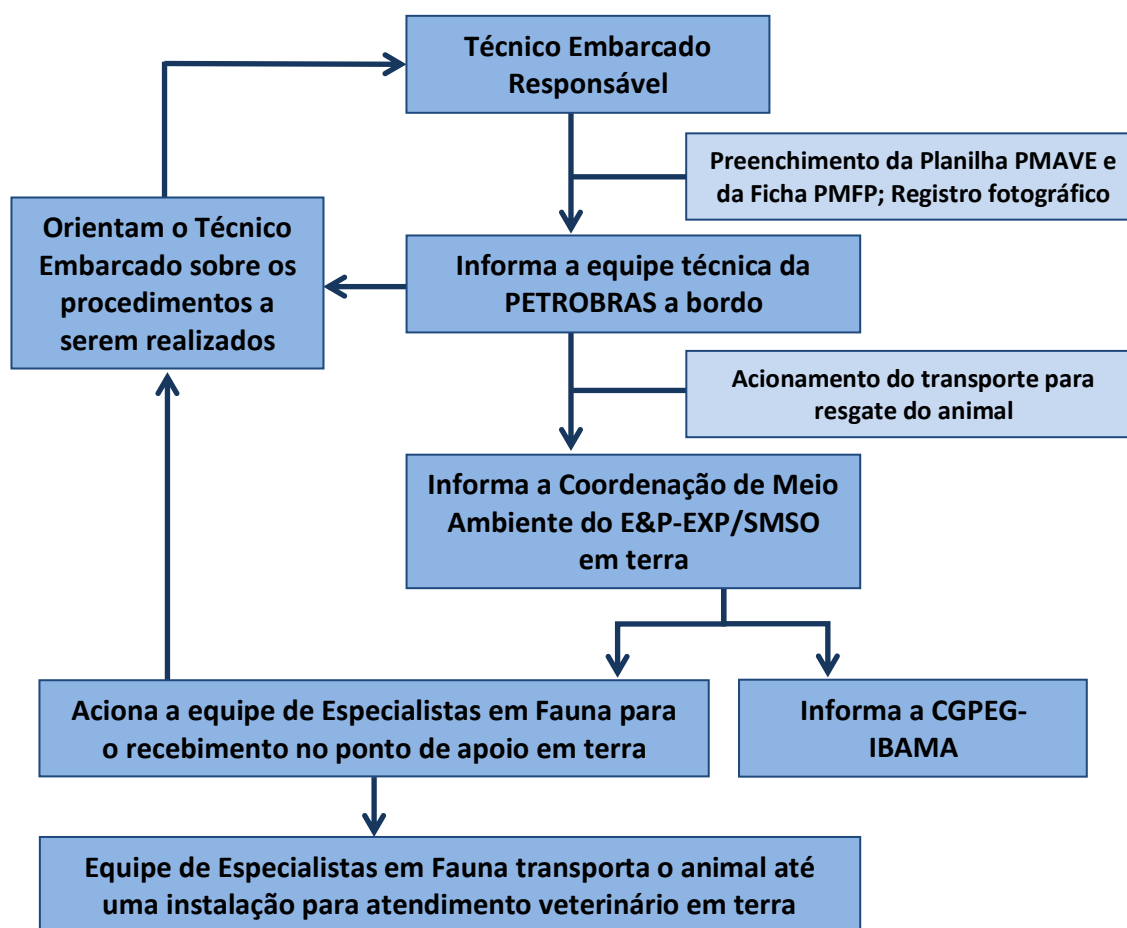 Técnico Embarcado
Responsável
Preenchimento da Planilha PMAVE e
da Ficha PMFP; Registro fotográfico
Orientam o Técnico
Embarcado sobre os
procedimentos a
serem realizados
Informa a equipe técnica da
PETROBRAS a bordo
Acionamento do transporte para
resgate do animal
Informa a Coordenação de Meio
Ambiente do E&P-EXP/SMSO
em terra
Aciona a equipe de Especialistas em Fauna para
o recebimento no ponto de apoio em terra
Informa a CGPEG-
IBAMA
Equipe de Especialistas em Fauna transporta o animal até
uma instalação para atendimento veterinário em terra